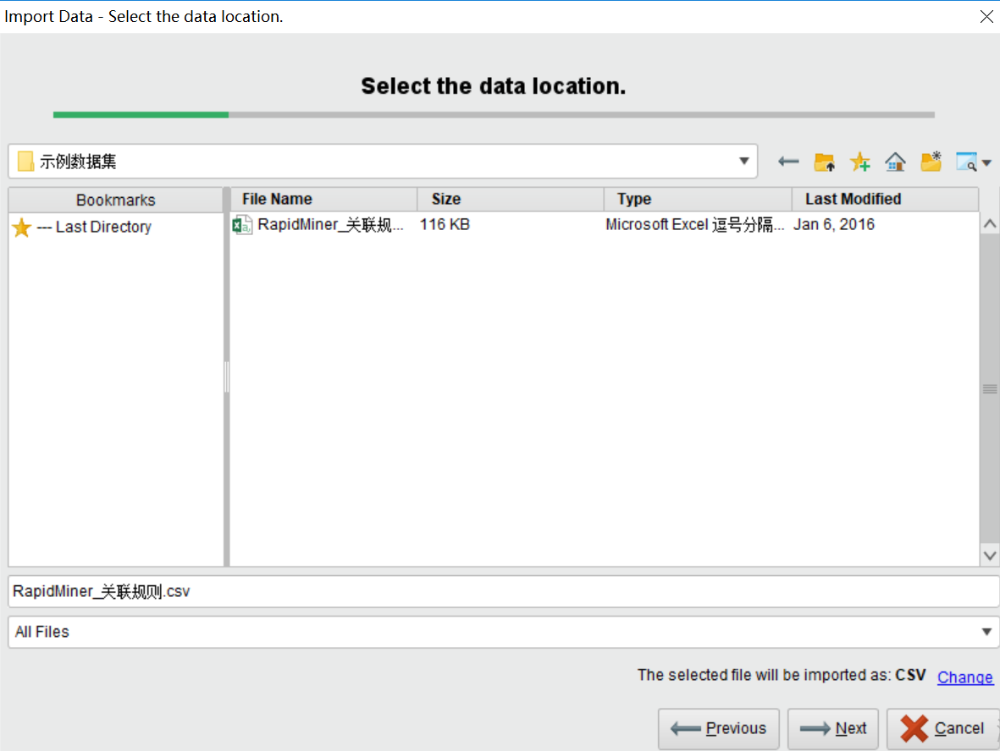 Import Data - Select the data location.
Select the data location.
示例数据集
Bookmarks
--- Last Directory
File Name Size Type Last Modified
RapidMiner_关联规... 116 KB Microsoft Excel 逗号分隔... Jan 6, 2016
RapidMiner_关联规则.csv
All Files
The selected file will be imported as: CSV Change
Previous Next Cancel